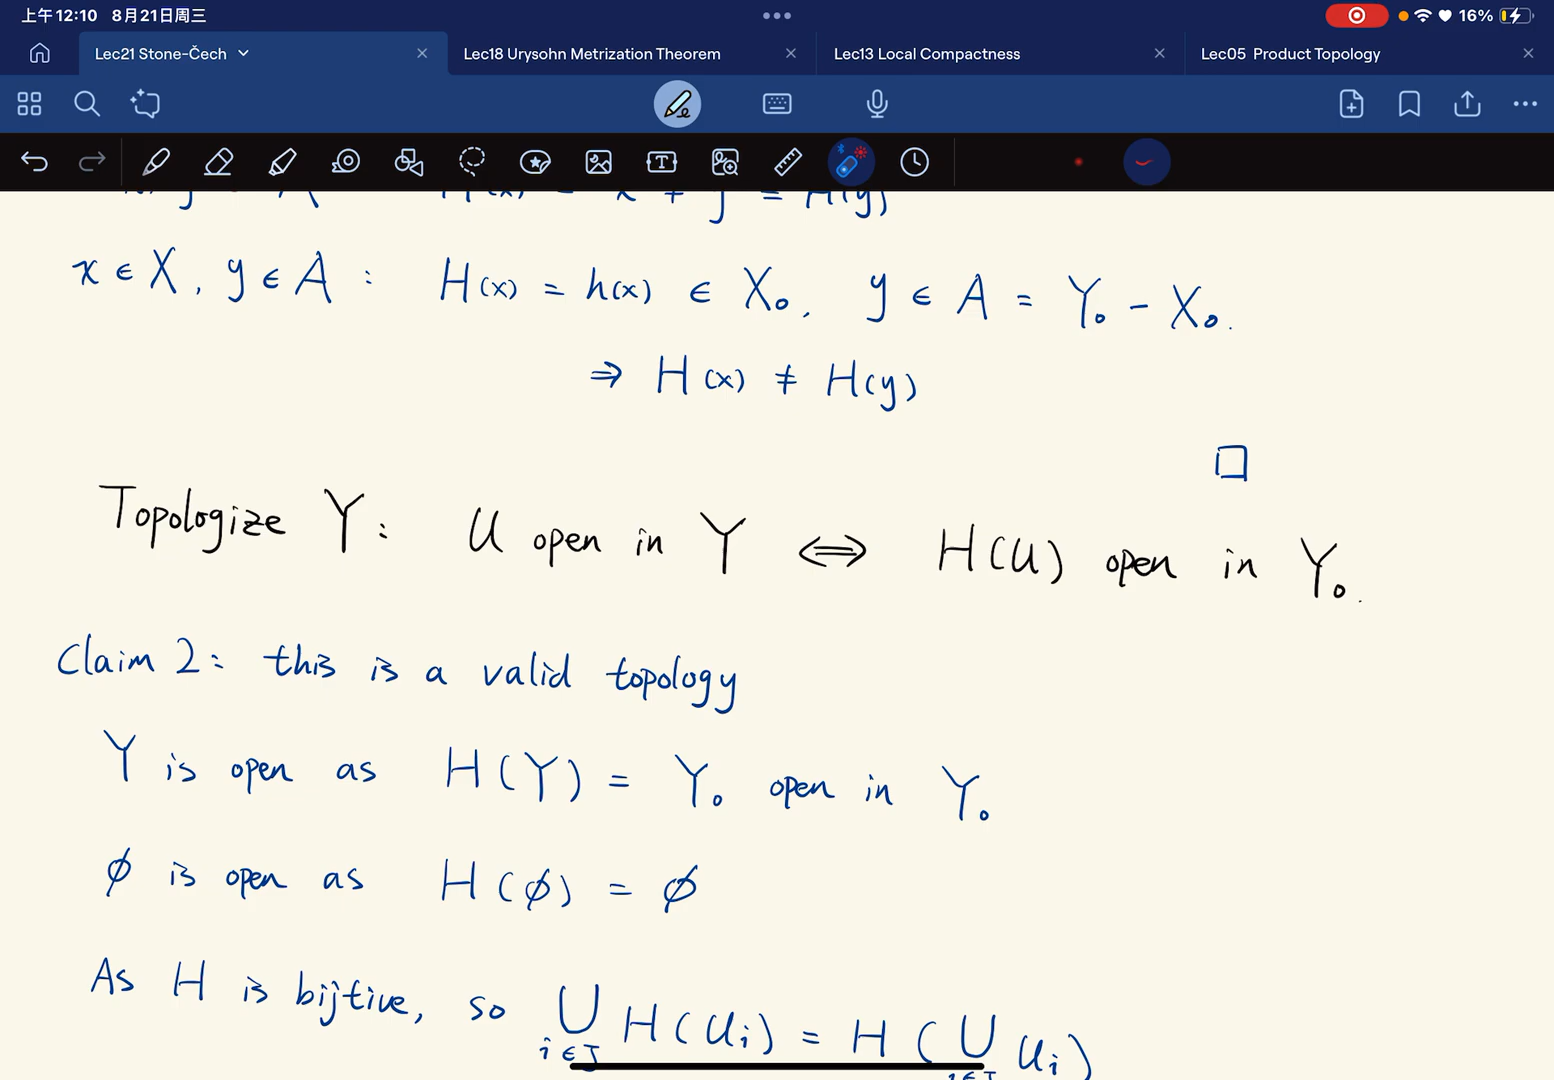 上午12:10 8月21日周三
16%
Lec21 Stone-Čech
Lec18 Urysohn Metrization Theorem
Lec13 Local Compactness
Lec05 Product Topology
x ∈ X, y ∈ A : H(x) = h(x) ∈ X₀, y ∈ A = Y₀ - X₀.
⇒ H(x) ≠ H(y)
□
Topologize Y: U open in Y ⟺ H(U) open in Y₀.
Claim 2: this is a valid topology
Y is open as H(Y) = Y₀ open in Y₀
ϕ is open as H(ϕ) = ϕ
As H is bijtive, so ⋃ H(Ui) = H(⋃ Ui)
i∈J